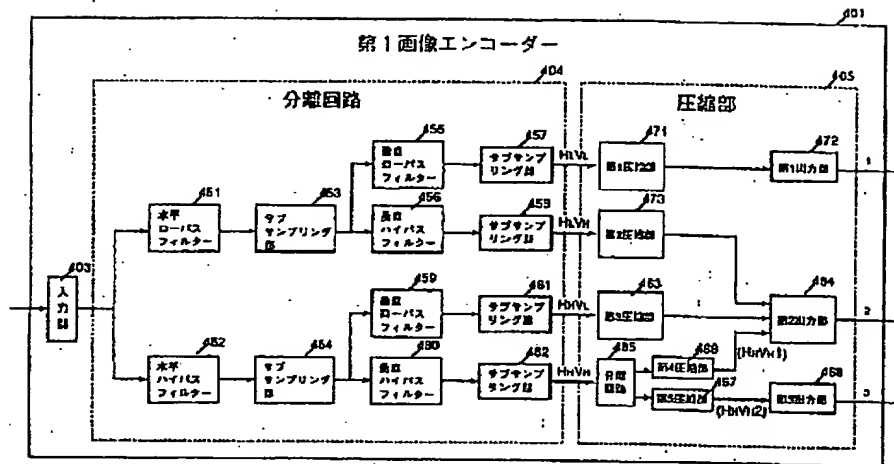 401
第1画像エンコーダー
404
分離回路
405
圧縮部
403
入
力
部
451
水平
ローパス
フィルター
453
サブ
サンプリング
部
455
垂直
ローパス
フィルター
457
サブサンプ
リング部
HLVL
471
第1圧縮部
472
第1出力部
1
456
垂直
ハイパス
フィルター
サブサンプ
リング部
HLVH
473
第2圧縮部
459
垂直
ローパス
フィルター
461
サブサンプ
リング部
HHVL
463
第3圧縮部
464
第2出力部
2
452
水平
ハイパス
フィルター
454
サブ
サンプリング
部
460
垂直
ハイパス
フィルター
462
サブサンプ
リング部
HHVH
465
分離
回路
466
第4圧縮部
(HHVH1)
467
第5圧縮部
(HHVH2)
468
第3出力部
3